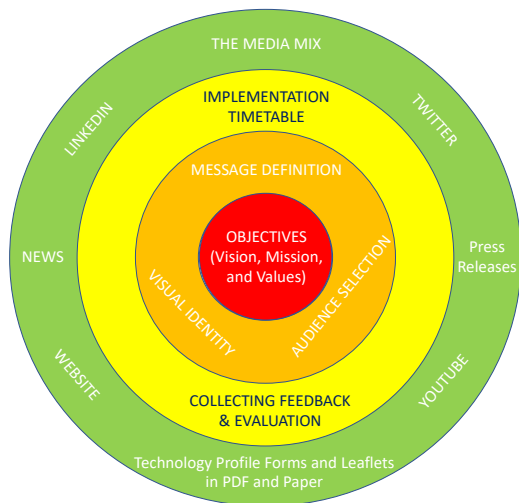 THE MEDIA MIX
LINKEDIN
TWITTER
IMPLEMENTATION
TIMETABLE
MESSAGE DEFINITION
OBJECTIVES
(Vision, Mission,
and Values)
NEWS
Press
Releases
VISUAL IDENTITY
AUDIENCE SELECTION
WEBSITE
YOUTUBE
COLLECTING FEEDBACK
& EVALUATION
Technology Profile Forms and Leaflets
in PDF and Paper